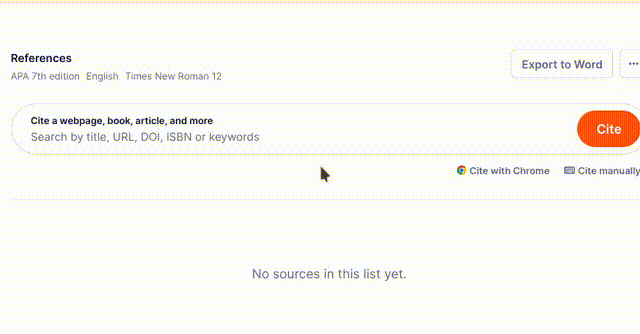 References
Export to Word
APA 7th edition English Times New Roman 12
Cite a webpage, book, article, and more
Search by title, URL, DOI, ISBN or keywords
Cite
Cite with Chrome Cite manually
No sources in this list yet.